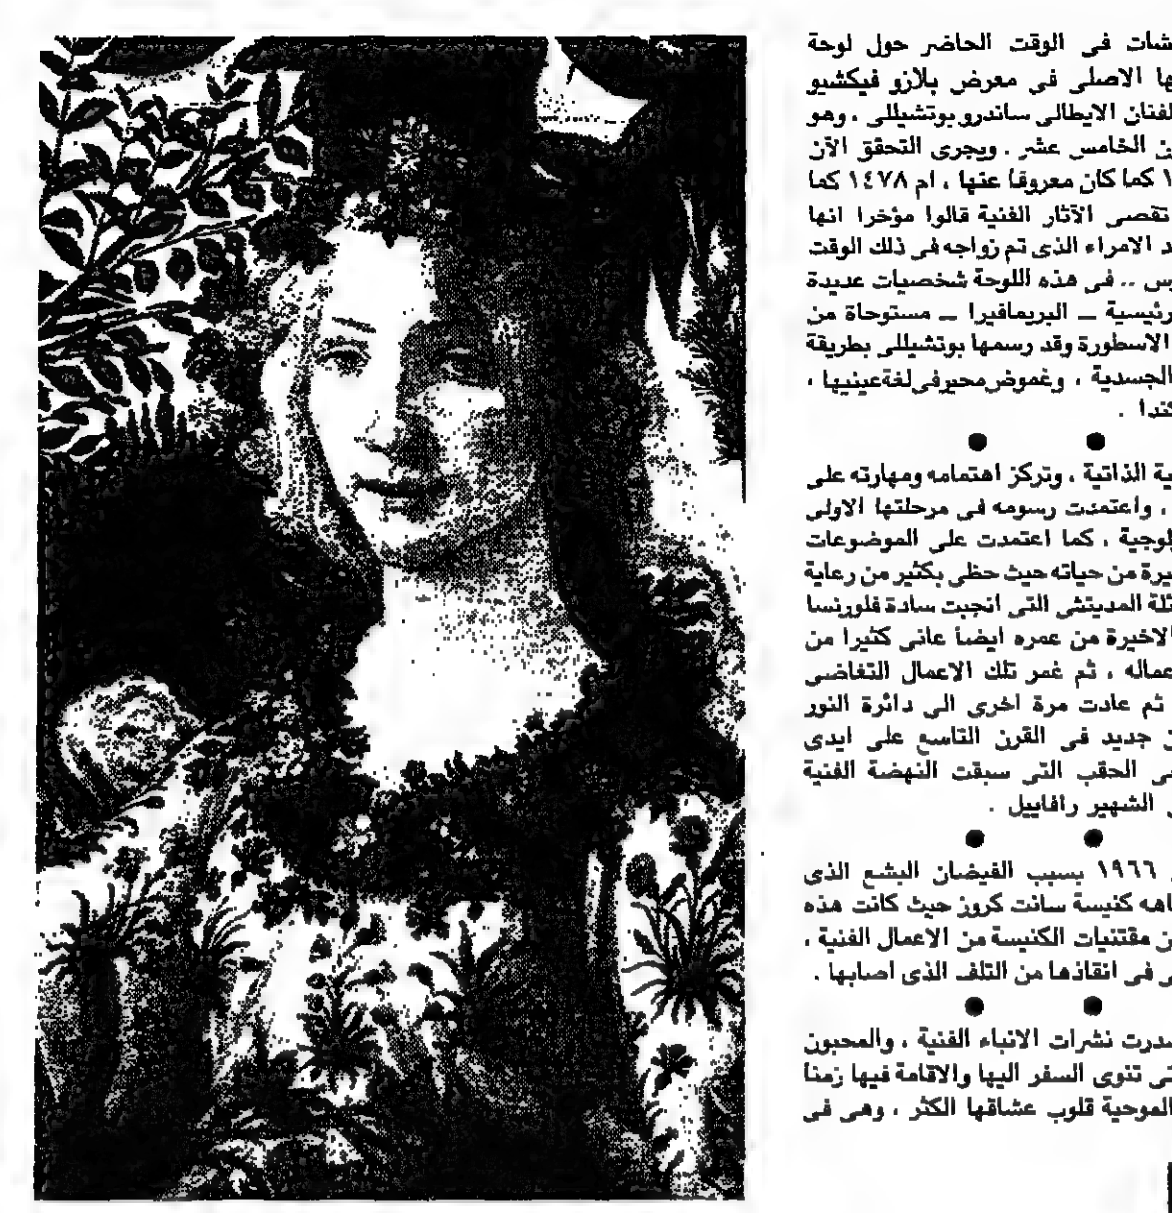 شات فى الوقت الحاضر حول لوحة
ها الاصلى فى معرض بلازو فيكشيو
لفنان الايطالى ساندرو بوتشيللى ، وهو
ن الخامس عشر . ويجرى التحقق الآن
١ كما كان معروفا عنها ، ام ١٤٧٨ كما
تقصى الآثار الفنية قالوا مؤخرا انها
د الامراء الذى تم زواجه فى ذلك الوقت
وس .. فى هذه اللوحة شخصيات عديدة
رئيسية ــ البريمافيرا ــ مستوحاة من
الاسطورة وقد رسمها بوتشيللى بطريقة
الجسدية ، وغموض محير فى لغة عينيها ،
كندا .
● ●
ية الذاتية ، وتركز اهتمامه ومهارته على
، وأعتمدت رسومه فى مرحلتها الاولى
لوجية ، كما اعتمدت على الموضوعات
يرة من حياته حيث حظى بكثير من رعاية
ئلة المديتشى التى انجبت سادة فلورنسا
الاخيرة من عمره ايضاً عانى كثيرا من
عماله ، ثم غمر تلك الاعمال التغاضى
ثم عادت مرة اخرى الى دائرة النور
ن جديد فى القرن التاسع على ايدى
ى الحقب التى سبقت النهضة الفنية
الشهير رافاييل .
● ●
١٩٦٦ بسبب الفيضان البشع الذى
اهه كنيسة سانت كروز حيث كانت هذه
ن مقتنيات الكنيسة من الاعمال الفنية ،
ى فى انقاذها من التلف الذى اصابها .
● ●
سدرت نشرات الانباء الفنية ، والمحبون
تى تنوى السفر اليها والاقامة فيها زمنا
الموحية قلوب عشاقها الكثر ، وهى فى